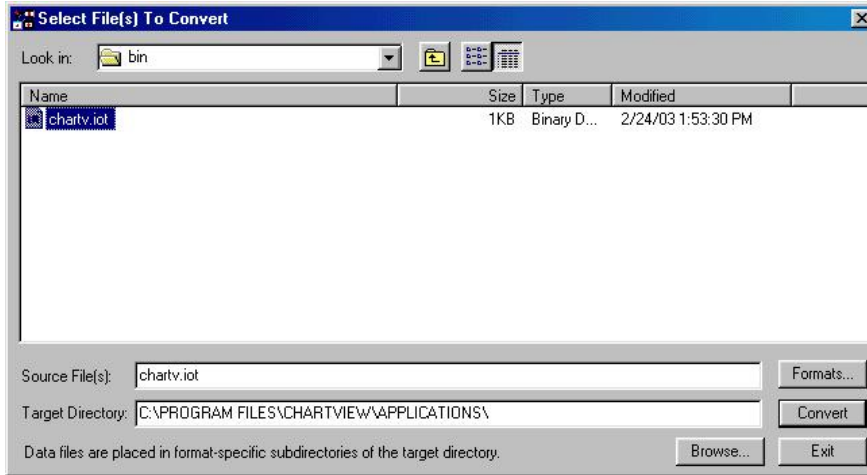 Select File(s) To Convert
Look in: bin
Name Size Type Modified
chartv.iot 1KB Binary D... 2/24/03 1:53:30 PM
Source File(s): chartv.iot Formats...
Target Directory: C:\PROGRAM FILES\CHARTVIEW\APPLICATIONS\ Convert
Data files are placed in format-specific subdirectories of the target directory. Browse... Exit